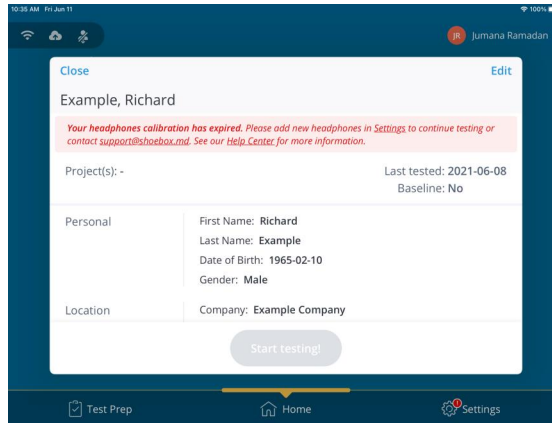 10:35 AM Fri Jun 11
100%
JR Jumana Ramadan
Close Edit
Example, Richard
Your headphones calibration has expired. Please add new headphones in Settings to continue testing or
contact support@shoebox.md. See our Help Center for more information.
Project(s): -
Last tested: 2021-06-08
Baseline: No
Personal
First Name: Richard
Last Name: Example
Date of Birth: 1965-02-10
Gender: Male
Location
Company: Example Company
Start testing!
Test Prep Home Settings